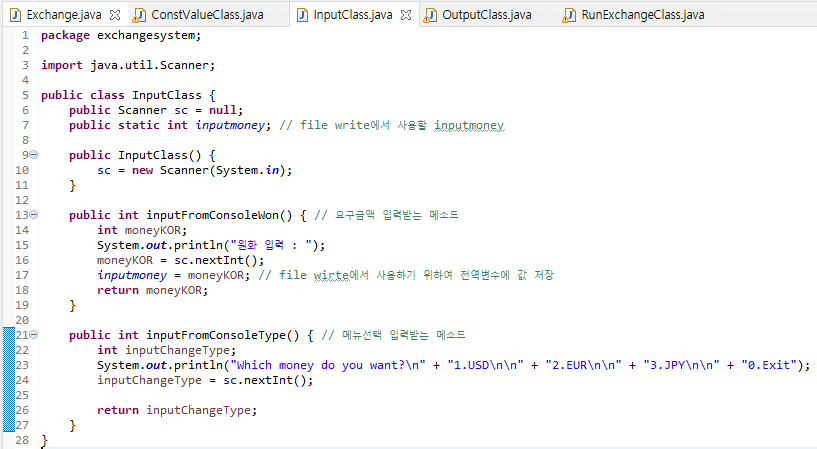 Exchange.java ConstValueClass.java InputClass.java OutputClass.java RunExchangeClass.java
1 package exchangesystem;
2
3 import java.util.Scanner;
4
5 public class InputClass {
6 public Scanner sc = null;
7 public static int inputmoney; // file write에서 사용할 inputmoney
8
9 public InputClass() {
10 sc = new Scanner(System.in);
11 }
12
13 public int inputFromConsoleWon() { // 요구금액 입력받는 메소드
14 int moneyKOR;
15 System.out.println("원화 입력 : ");
16 moneyKOR = sc.nextInt();
17 inputmoney = moneyKOR; // file wirte에서 사용하기 위하여 전역변수에 값 저장
18 return moneyKOR;
19 }
20
21 public int inputFromConsoleType() { // 메뉴선택 입력받는 메소드
22 int inputChangeType;
23 System.out.println("Which money do you want?\n" + "1.USD\n\n" + "2.EUR\n\n" + "3.JPY\n\n" + "0.Exit");
24 inputChangeType = sc.nextInt();
25
26 return inputChangeType;
27 }
28 }